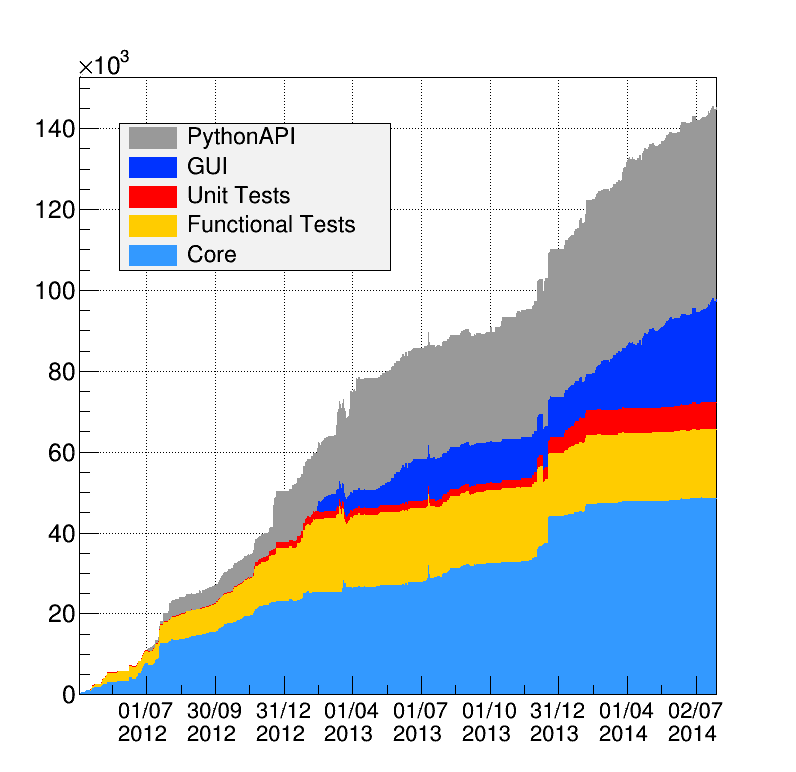 ×10³
140
120
100
80
60
40
20
0
PythonAPI
GUI
Unit Tests
Functional Tests
Core
01/07 30/09 31/12 01/04 01/07 01/10 31/12 01/04 02/07
2012 2012 2012 2013 2013 2013 2013 2014 2014